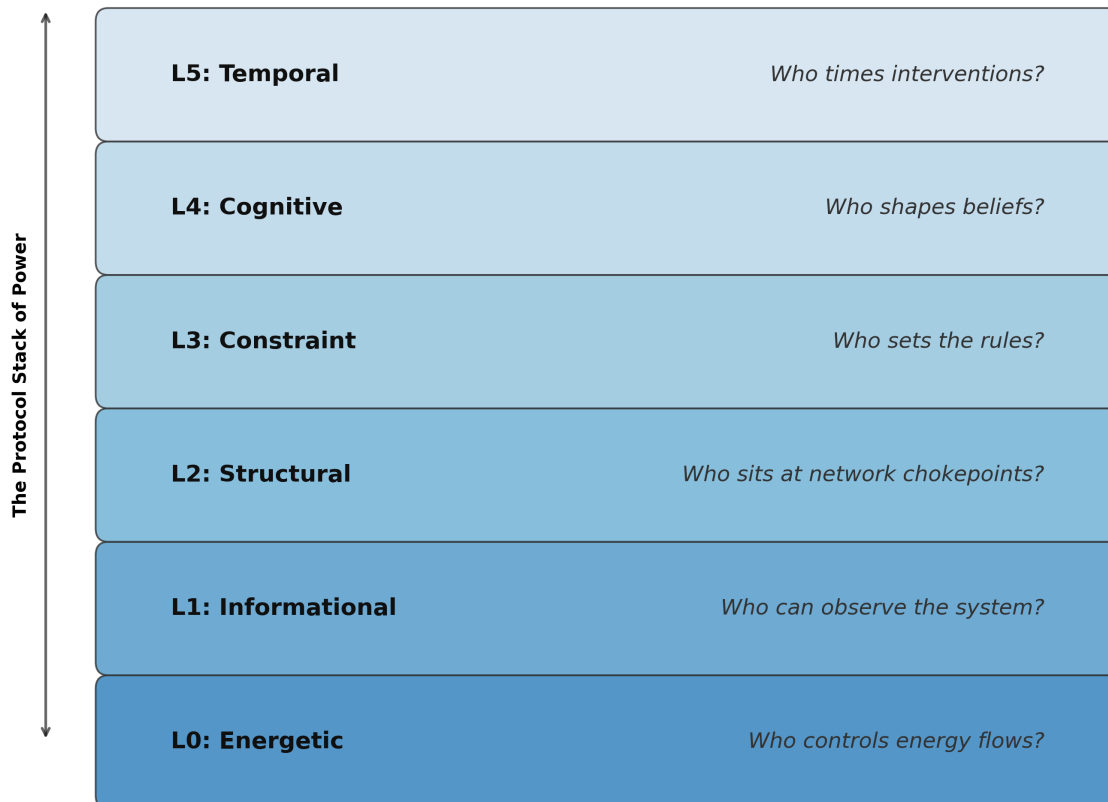 The Protocol Stack of Power
L5: Temporal
Who times interventions?
L4: Cognitive
Who shapes beliefs?
L3: Constraint
Who sets the rules?
L2: Structural
Who sits at network chokepoints?
L1: Informational
Who can observe the system?
L0: Energetic
Who controls energy flows?